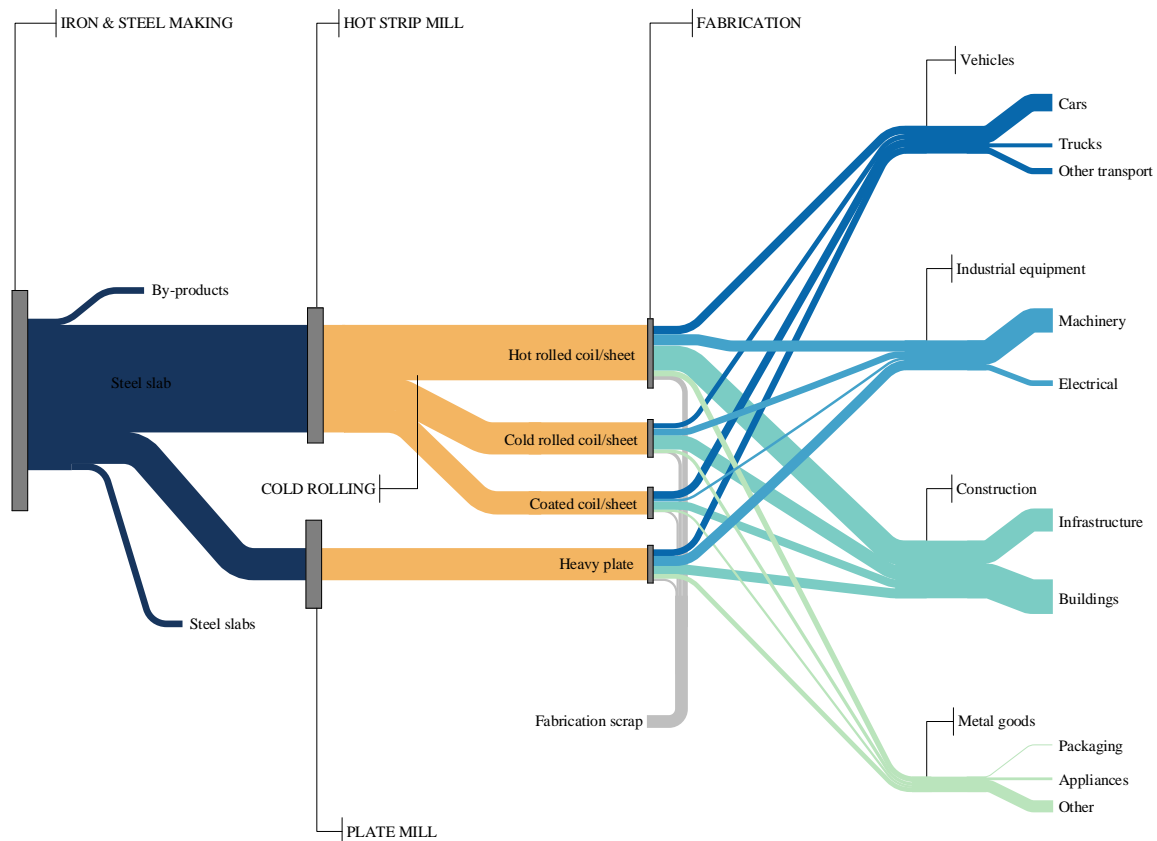 IRON & STEEL MAKING
HOT STRIP MILL
FABRICATION
Vehicles
Cars
Trucks
Other transport
Industrial equipment
By-products
Machinery
Hot rolled coil/sheet
Steel slab
Electrical
Cold rolled coil/sheet
COLD ROLLING
Construction
Coated coil/sheet
Infrastructure
Heavy plate
Buildings
Steel slabs
Fabrication scrap
Metal goods
Packaging
Appliances
Other
PLATE MILL